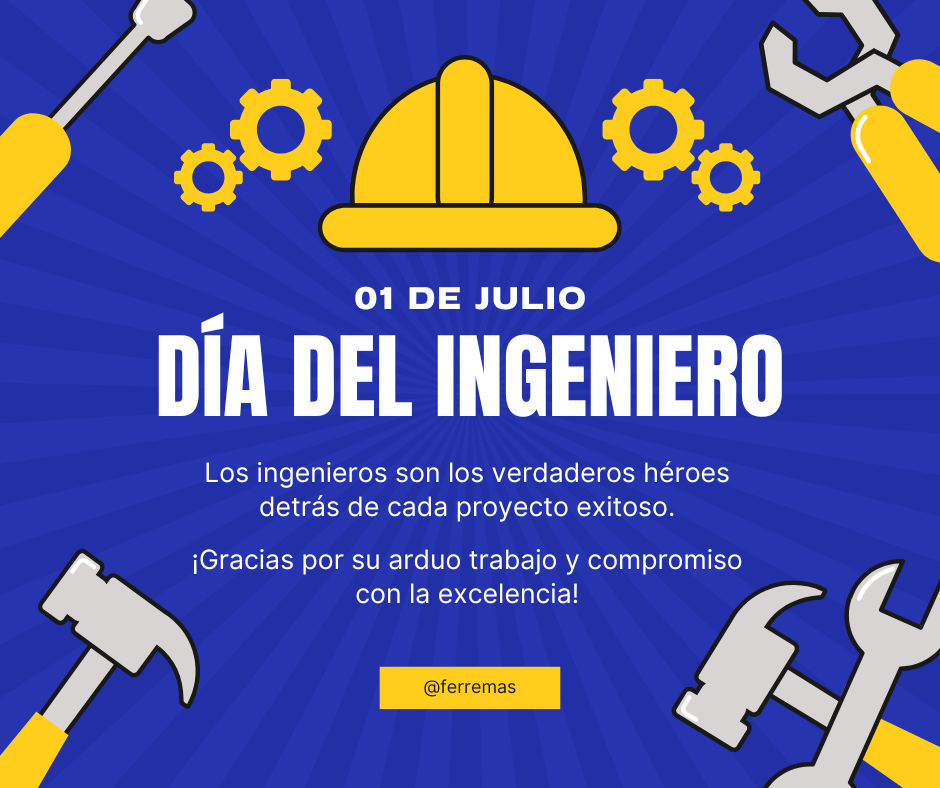 01 DE JULIO
DÍA DEL INGENIERO
Los ingenieros son los verdaderos héroes
detrás de cada proyecto exitoso.
¡Gracias por su arduo trabajo y compromiso
con la excelencia!
@ferremas